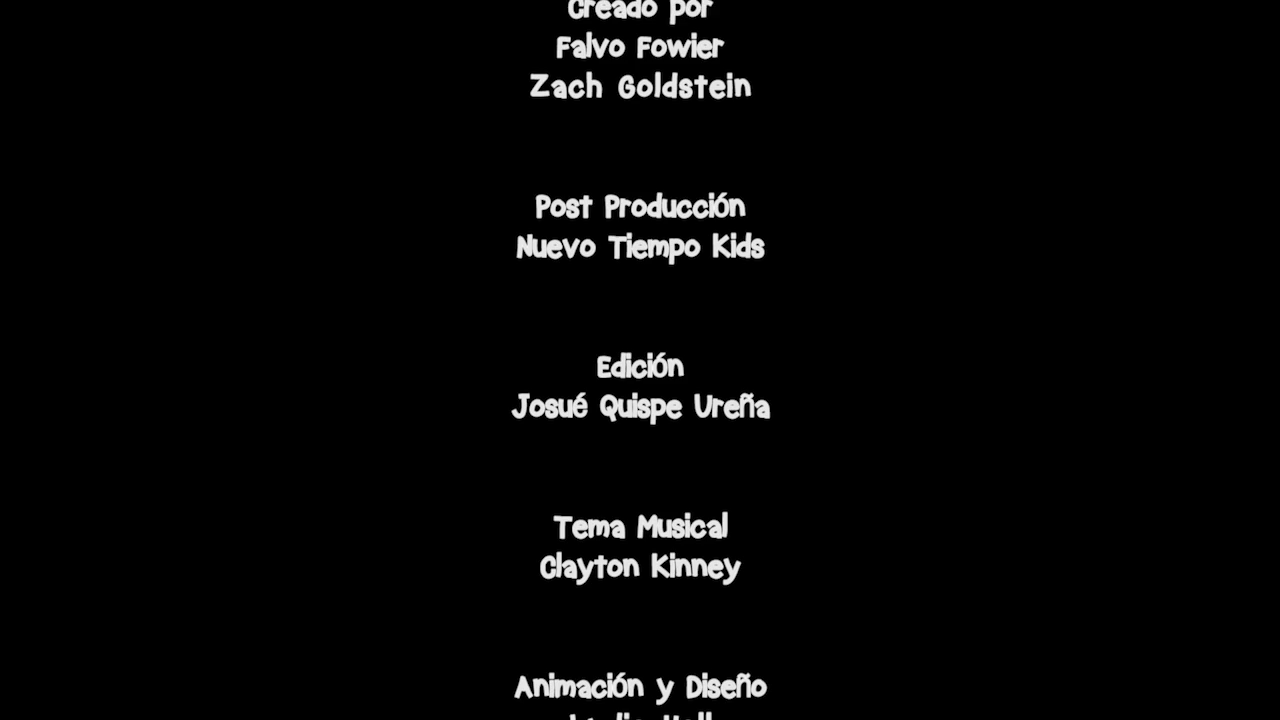 Creado por
Falvo Fowier
Zach Goldstein
Post Producción
Nuevo Tiempo Kids
Edición
Josué Quispe Ureña
Tema Musical
Clayton Kinney
Animación y Diseño